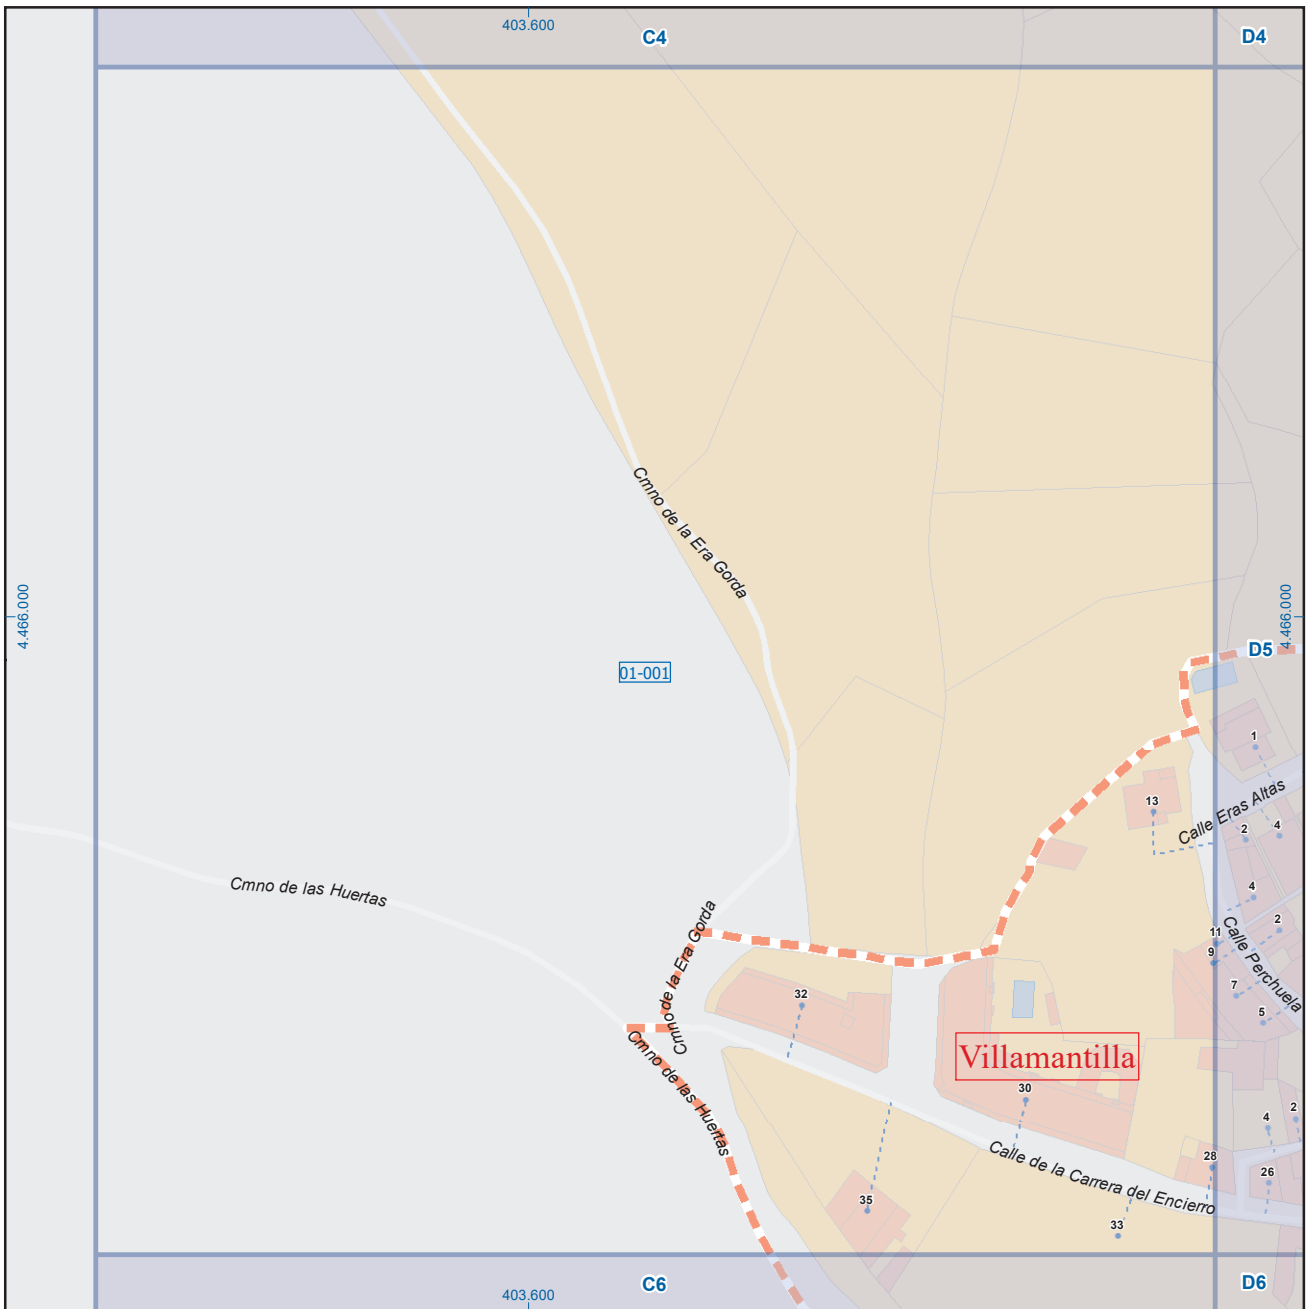 403.600
C4
D4
Cmno de la Era Gorda
4.466.000
4.466.000
D5
01-001
1
13
Calle Eras Altas
2
4
Cmno de las Huertas
4
Cmno de la Era Gorda
2
11
9
Calle Perchuela
32
7
5
Cmno de las Huertas
Villamantilla
30
2
4
Calle de la Carrera del Encierro
28
26
35
33
C6
D6
403.600